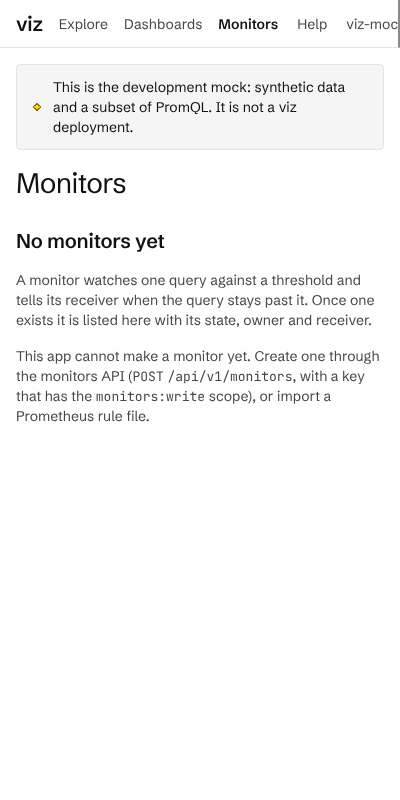 viz Explore Dashboards Monitors Help viz-moc
This is the development mock: synthetic data
and a subset of PromQL. It is not a viz
deployment.
Monitors
No monitors yet
A monitor watches one query against a threshold and
tells its receiver when the query stays past it. Once one
exists it is listed here with its state, owner and receiver.
This app cannot make a monitor yet. Create one through
the monitors API (POST /api/v1/monitors, with a key
that has the monitors:write scope), or import a
Prometheus rule file.